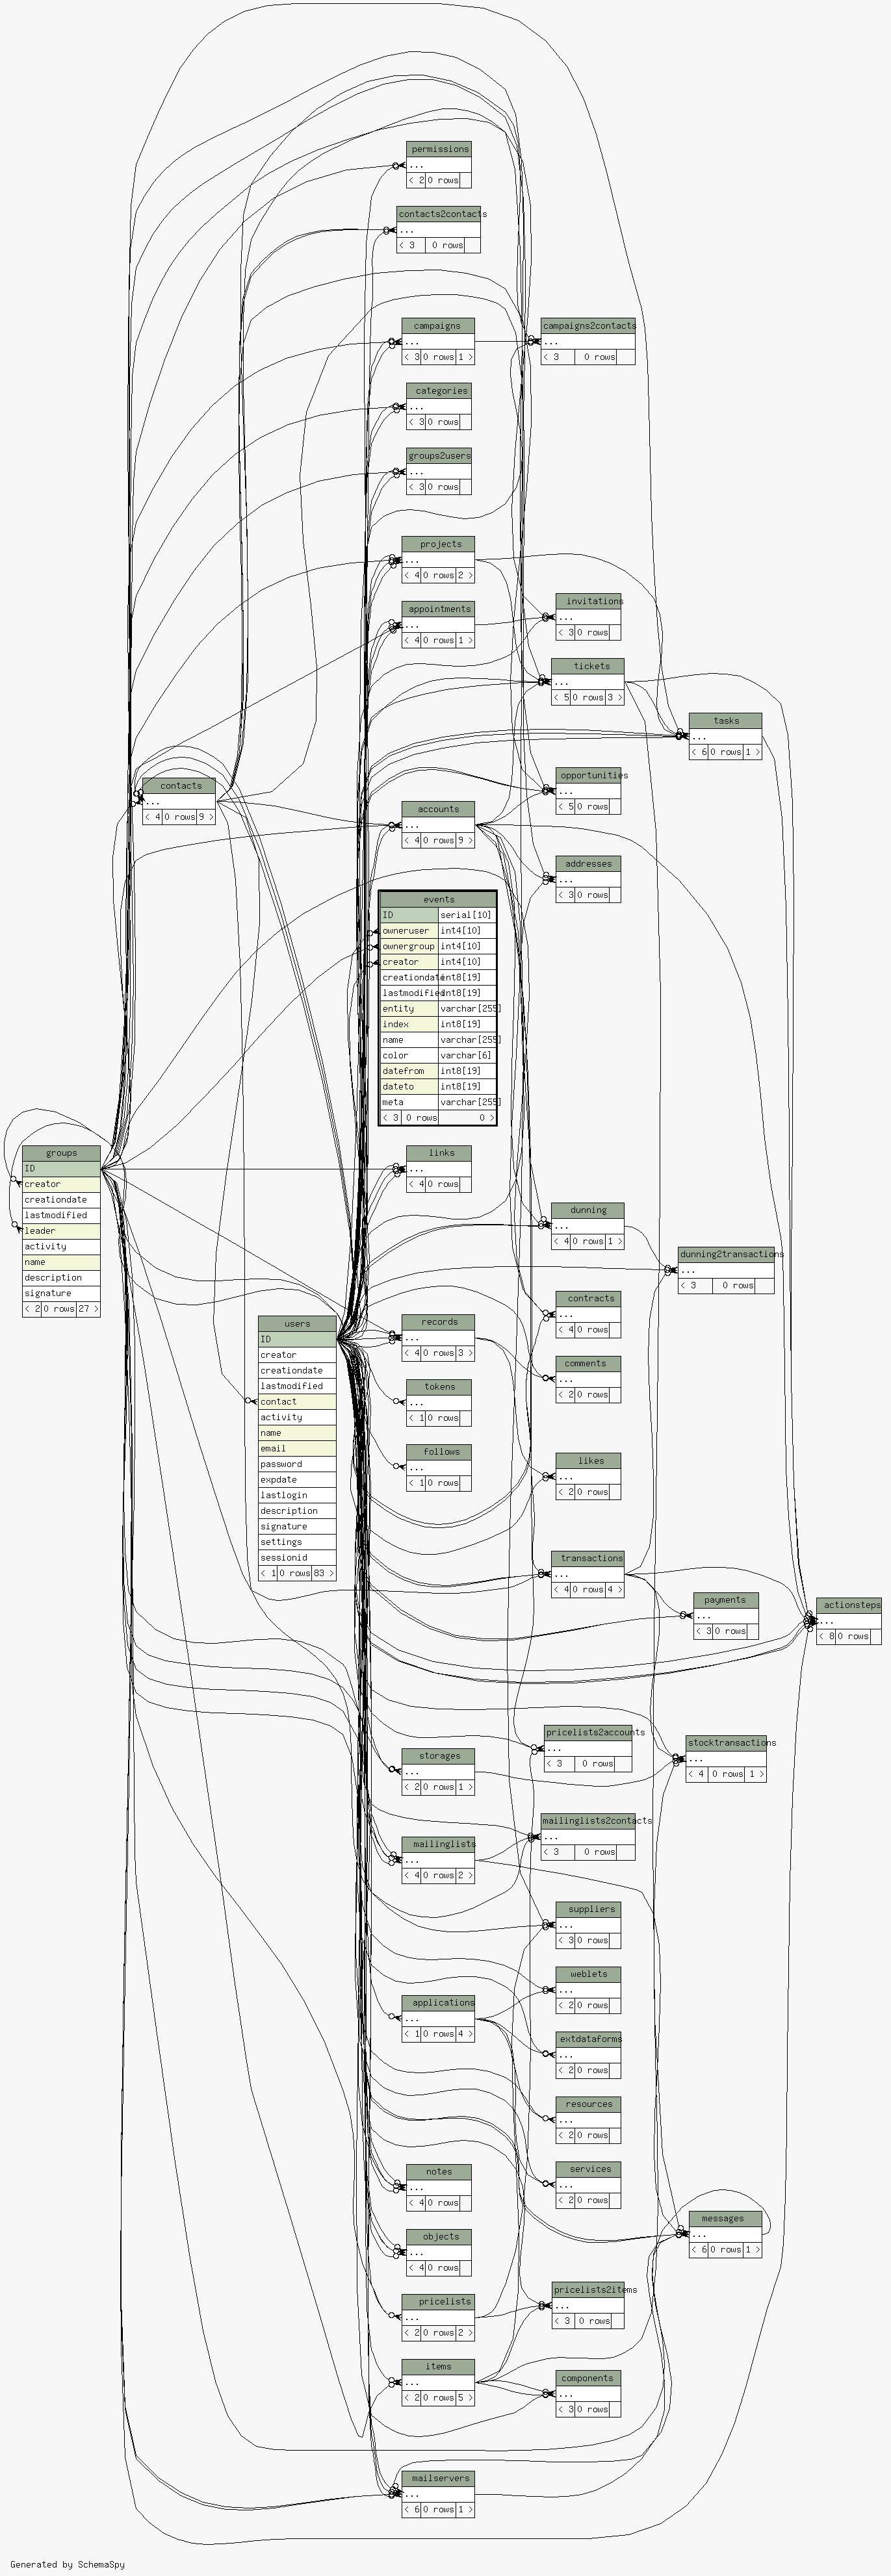 permissions
...
< 2 0 rows
contacts2contacts
...
< 3 0 rows
campaigns
...
< 3 0 rows 1 >
campaigns2contacts
...
< 3 0 rows
categories
...
< 3 0 rows
groups2users
...
< 3 0 rows
projects
...
< 4 0 rows 2 >
invitations
...
< 3 0 rows
appointments
...
< 4 0 rows 1 >
tickets
...
< 5 0 rows 3 >
tasks
...
< 6 0 rows 1 >
opportunities
...
< 5 0 rows
contacts
...
< 4 0 rows 9 >
accounts
...
< 4 0 rows 9 >
addresses
...
< 3 0 rows
events
ID serial[10]
owneruser int4[10]
ownergroup int4[10]
creator int4[10]
creationdate int8[19]
lastmodified int8[19]
entity varchar[255]
index int8[19]
name varchar[255]
color varchar[6]
datefrom int8[19]
dateto int8[19]
meta varchar[255]
< 3 0 rows 0 >
groups
ID
creator
creationdate
lastmodified
leader
activity
name
description
signature
< 2 0 rows 27 >
links
...
< 4 0 rows
dunning
...
< 4 0 rows 1 >
dunning2transactions
...
< 3 0 rows
contracts
...
< 4 0 rows
users
ID
creator
creationdate
lastmodified
contact
activity
name
email
password
expdate
lastlogin
description
signature
settings
sessionid
< 1 0 rows 83 >
records
...
< 4 0 rows 3 >
comments
...
< 2 0 rows
tokens
...
< 1 0 rows
follows
...
< 1 0 rows
likes
...
< 2 0 rows
transactions
...
< 4 0 rows 4 >
payments
...
< 3 0 rows
actionsteps
...
< 8 0 rows
pricelists2accounts
...
< 3 0 rows
stocktransactions
...
< 4 0 rows 1 >
storages
...
< 2 0 rows 1 >
mailinglists2contacts
...
< 3 0 rows
mailinglists
...
< 4 0 rows 2 >
suppliers
...
< 3 0 rows
weblets
...
< 2 0 rows
applications
...
< 1 0 rows 4 >
extdataforms
...
< 2 0 rows
resources
...
< 2 0 rows
services
...
< 2 0 rows
notes
...
< 4 0 rows
messages
...
< 6 0 rows 1 >
objects
...
< 4 0 rows
pricelists2items
...
< 3 0 rows
pricelists
...
< 2 0 rows 2 >
items
...
< 2 0 rows 5 >
components
...
< 3 0 rows
mailservers
...
< 6 0 rows 1 >
Generated by SchemaSpy